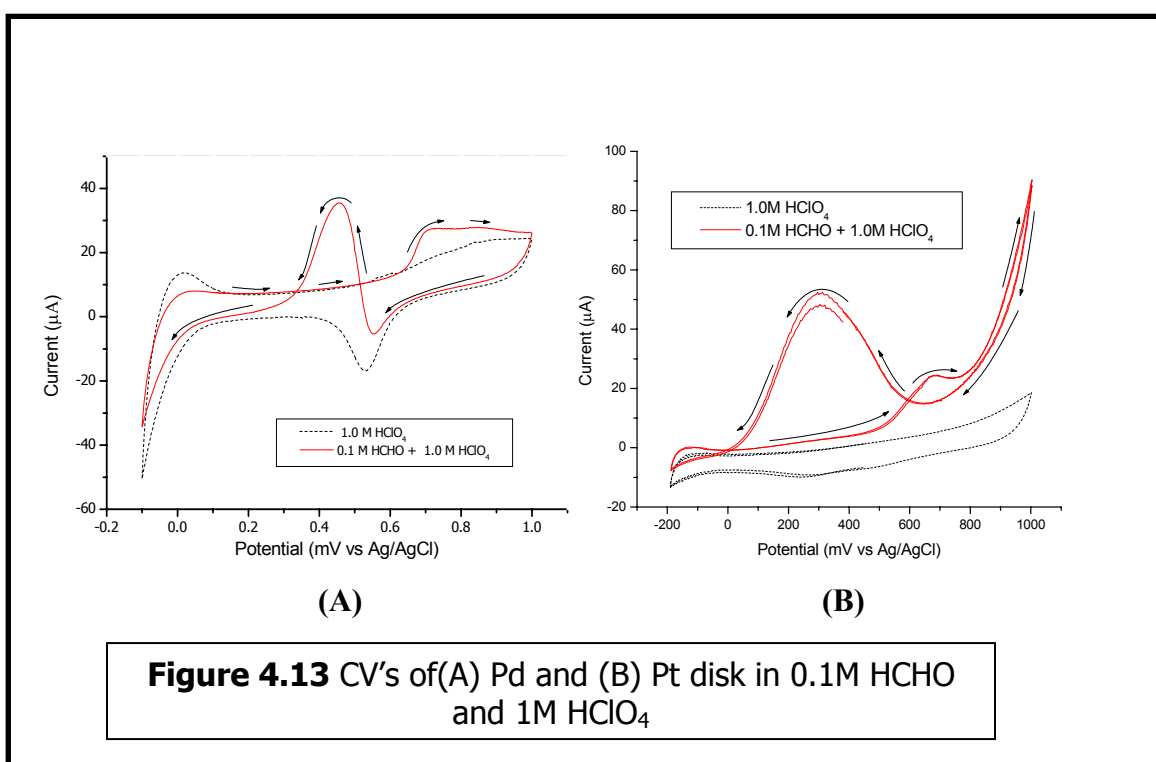 40
20
0
-20
-40
-60
Current (µA)
-0.2 0.0 0.2 0.4 0.6 0.8 1.0
Potential (mV vs Ag/AgCl)
1.0 M HClO4
0.1 M HCHO + 1.0 M HClO4
(A)
100
80
60
40
20
0
-20
Current (µA)
-200 0 200 400 600 800 1000
Potential (mV vs Ag/AgCl)
1.0M HClO4
0.1M HCHO + 1.0M HClO4
(B)
Figure 4.13 CV’s of(A) Pd and (B) Pt disk in 0.1M HCHO
and 1M HClO4